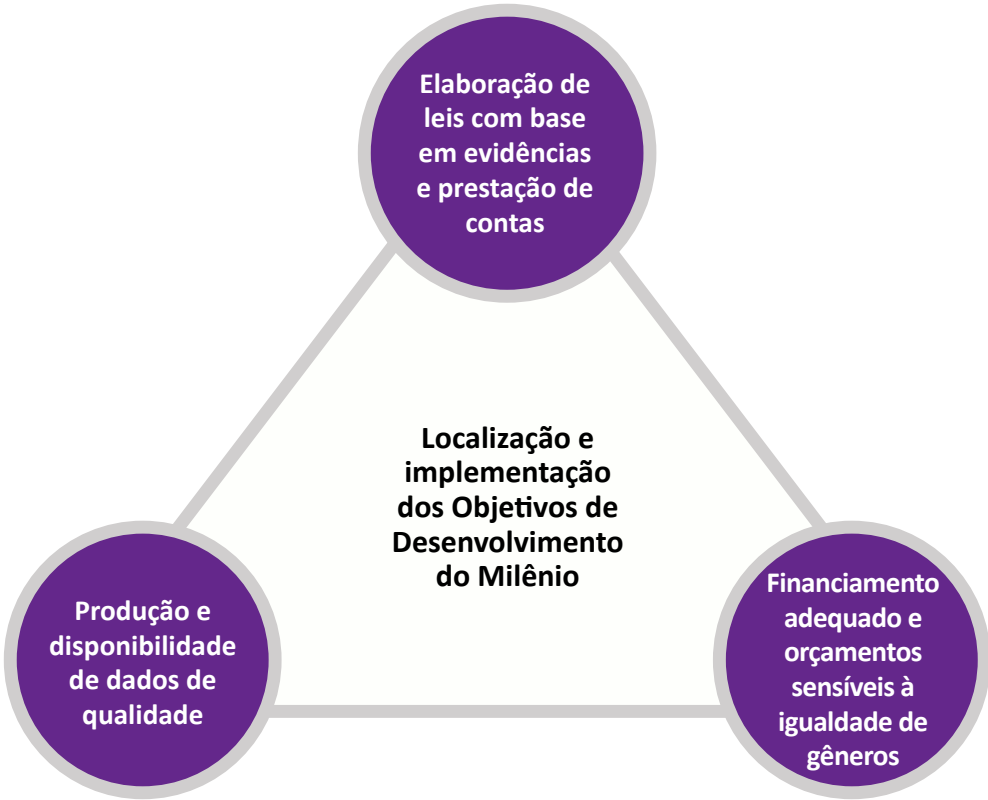 Elaboração de
leis com base
em evidências
e prestação de
contas
Localização e
implementação
dos Objetivos de
Desenvolvimento
do Milênio
Produção e
disponibilidade
de dados de
qualidade
Financiamento
adequado e
orçamentos
sensíveis à
igualdade de
gêneros